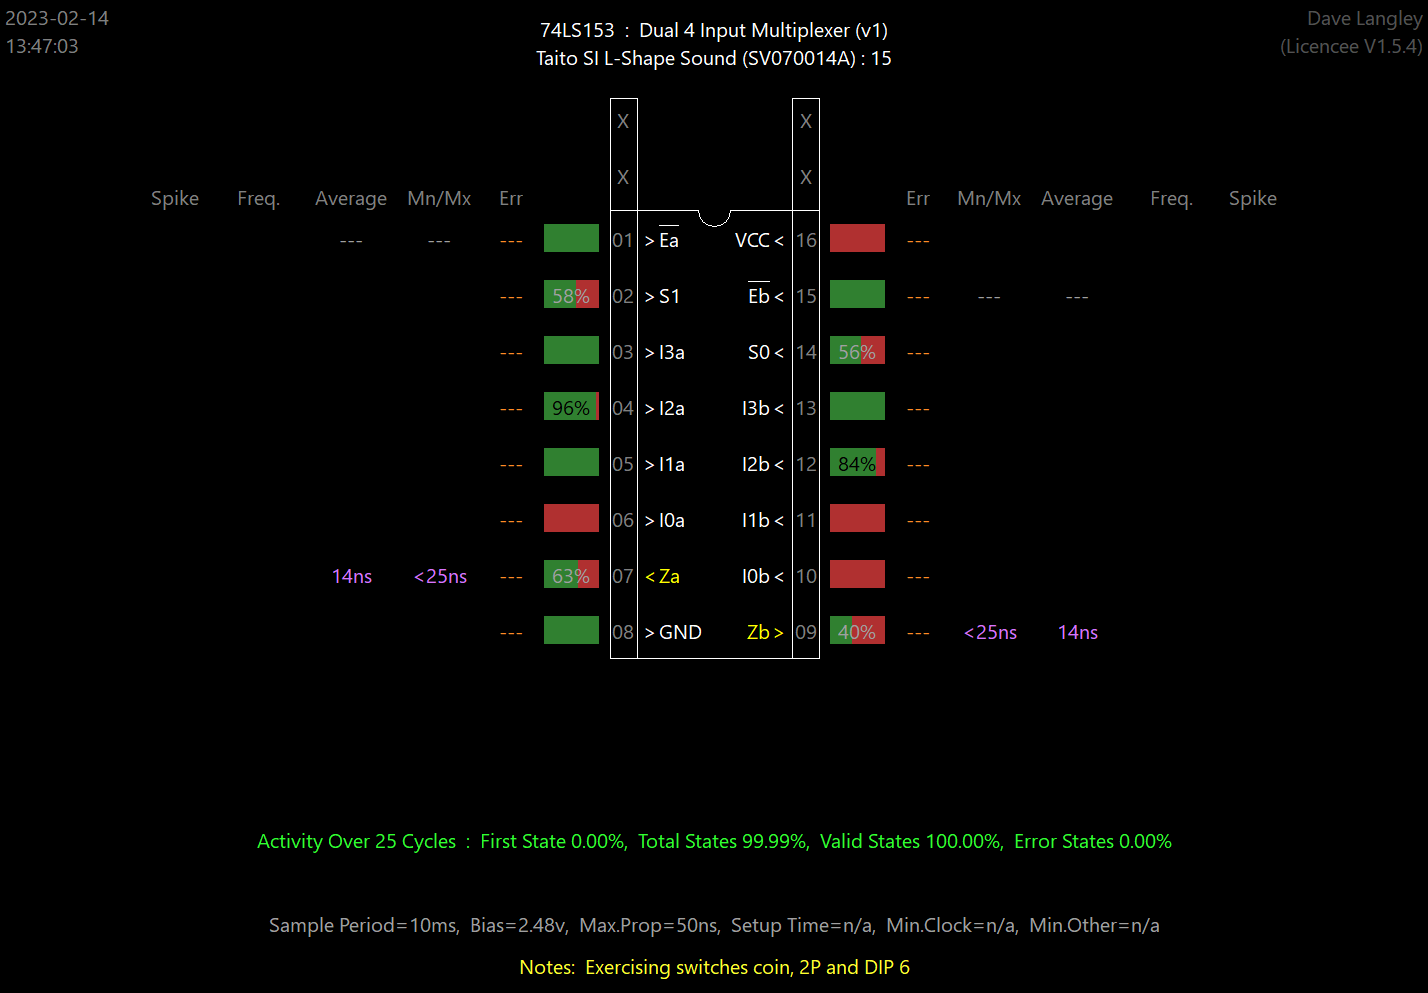 2023-02-14
13:47:03
74LS153 : Dual 4 Input Multiplexer (v1)
Taito SI L-Shape Sound (SV070014A) : 15
Dave Langley
(Licencee V1.5.4)
X X
X X
Spike Freq. Average Mn/Mx Err Err Mn/Mx Average Freq. Spike
--- --- --- 01 > Ea VCC < 16 ---
--- 58% 02 > S1 Eb < 15 --- --- ---
--- 03 > I3a S0 < 14 56% ---
--- 96% 04 > I2a I3b < 13 ---
--- 05 > I1a I2b < 12 84% ---
--- 06 > I0a I1b < 11 ---
14ns <25ns --- 63% 07 < Za I0b < 10 ---
--- 08 > GND Zb > 09 40% --- <25ns 14ns
Activity Over 25 Cycles : First State 0.00%, Total States 99.99%, Valid States 100.00%, Error States 0.00%
Sample Period=10ms, Bias=2.48v, Max.Prop=50ns, Setup Time=n/a, Min.Clock=n/a, Min.Other=n/a
Notes: Exercising switches coin, 2P and DIP 6